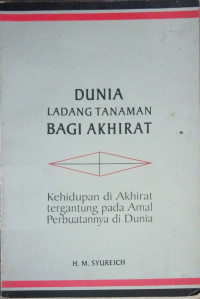 DUNIA
LADANG TANAMAN
BAGI AKHIRAT
Kehidupan di Akhirat
tergantung pada Amal
Perbuatannya di Dunia
H. M. SYUREICH